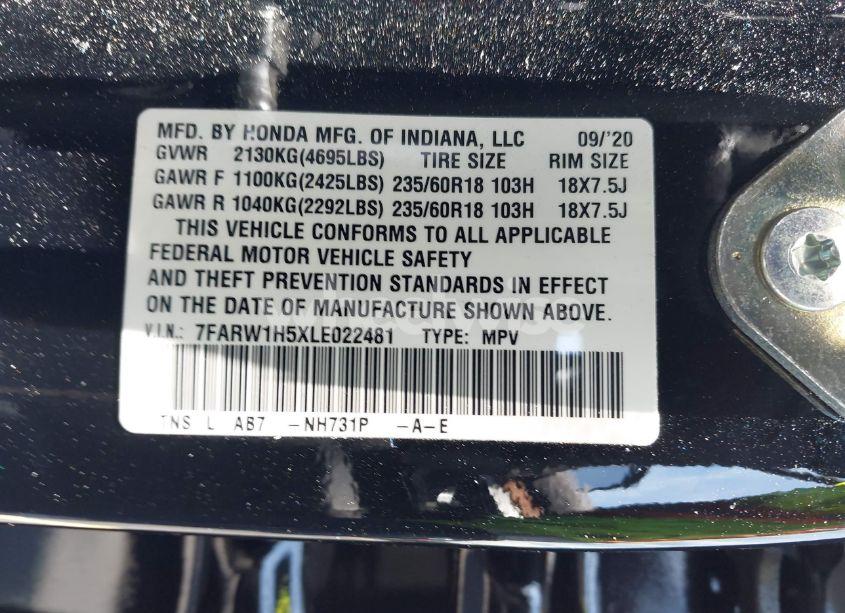 MFD. BY HONDA MFG. OF INDIANA, LLC 09/'20
GVWR 2130KG(4695LBS) TIRE SIZE RIM SIZE
GAWR F 1100KG(2425LBS) 235/60R18 103H 18X7.5J
GAWR R 1040KG(2292LBS) 235/60R18 103H 18X7.5J
THIS VEHICLE CONFORMS TO ALL APPLICABLE
FEDERAL MOTOR VEHICLE SAFETY
AND THEFT PREVENTION STANDARDS IN EFFECT
ON THE DATE OF MANUFACTURE SHOWN ABOVE.
V.I.N.: 7FARW1H5XLE022481 TYPE: MPV
TNS L AB7 -NH731P -A-E